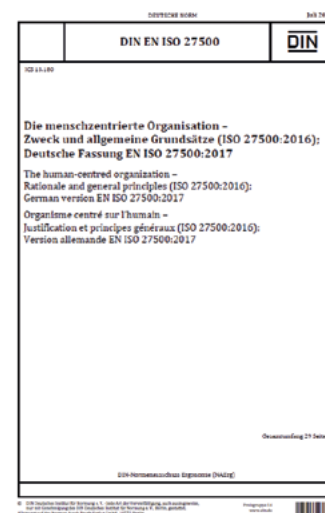 DEUTSCHE NORM
DIN EN ISO 27500
DIN
Die menschzentrierte Organisation –
Zweck und allgemeine Grundsätze (ISO 27500:2016);
Deutsche Fassung EN ISO 27500:2017
The human-centred organization –
Rationale and general principles (ISO 27500:2016);
German version EN ISO 27500:2017
Organisme centré sur l'humain –
Justification et principes généraux (ISO 27500:2016);
Version allemande EN ISO 27500:2017
Gesamtumfang 29 Seiten
DIN-Normenausschuss Ergonomie (NAErg)